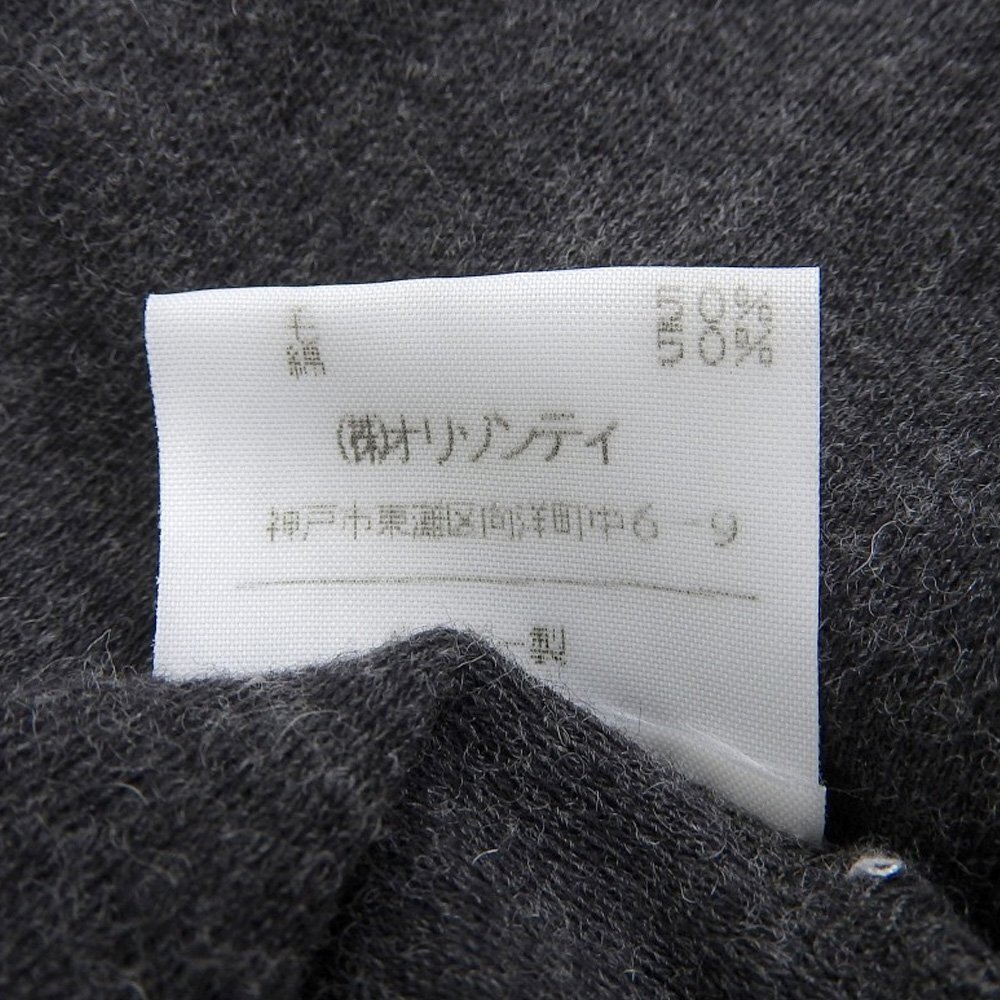 毛 50%
綿 50%
(株)オリゾンティ
神戸市東灘区向洋町中6-9
ー製